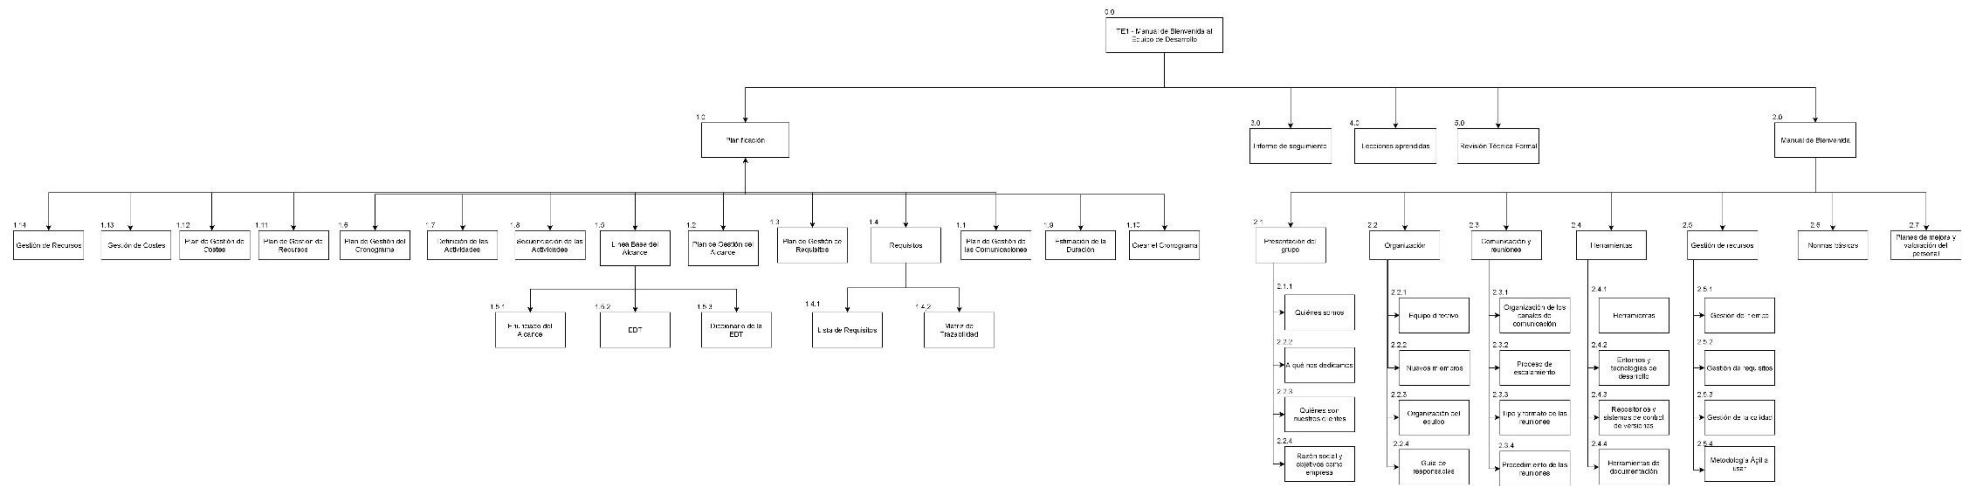 0.0
TE1 - Manual de Bienvenida al
Equipo de Desarrollo
1.0
Planificación
3.0
Informe de seguimiento
4.0
Lecciones aprendidas
5.0
Revisión Técnica Formal
2.0
Manual de Bienvenida
1.14
Gestión de Recursos
1.13
Gestión de Costes
1.12
Plan de Gestión de
Costes
1.11
Plan de Gestión de
Recursos
1.6
Plan de Gestión del
Cronograma
1.7
Definición de las
Actividades
1.8
Secuenciación de las
Actividades
1.5
Línea Base del
Alcance
1.2
Plan de Gestión del
Alcance
1.3
Plan de Gestión de
Requisitos
1.4
Requisitos
1.1
Plan de Gestión de
las Comunicaciones
1.9
Estimación de la
Duración
1.10
Crear el Cronograma
2.1
Presentación del
grupo
2.2
Organización
2.3
Comunicación y
reuniones
2.4
Herramientas
2.5
Gestión de recursos
2.6
Normas básicas
2.7
Planes de mejora y
valoración del
personal
1.5.1
Enunciado del
Alcance
1.5.2
EDT
1.5.3
Diccionario de la
EDT
1.4.1
Lista de Requisitos
1.4.2
Matriz de
Trazabilidad
2.1.1
Quiénes somos
2.2.2
A qué nos dedicamos
2.2.3
Quiénes son
nuestros clientes
2.2.4
Razón social y
objetivos como
empresa
2.2.1
Equipo directivo
2.2.2
Nuevos miembros
2.2.3
Organización del
equipo
2.2.4
Guía de
responsables
2.3.1
Organización de los
canales de
comunicación
2.3.2
Proceso de
escalamiento
2.3.3
Tipo y formato de las
reuniones
2.3.4
Procedimiento de las
reuniones
2.4.1
Herramientas
2.4.2
Entornos y
tecnologías de
desarrollo
2.4.3
Repositorios y
sistemas de control
de versiones
2.4.4
Herramientas de
documentación
2.5.1
Gestión de tiempo
2.5.2
Gestión de requisitos
2.5.3
Gestión de la calidad
2.5.4
Metodología Ágil a
usar